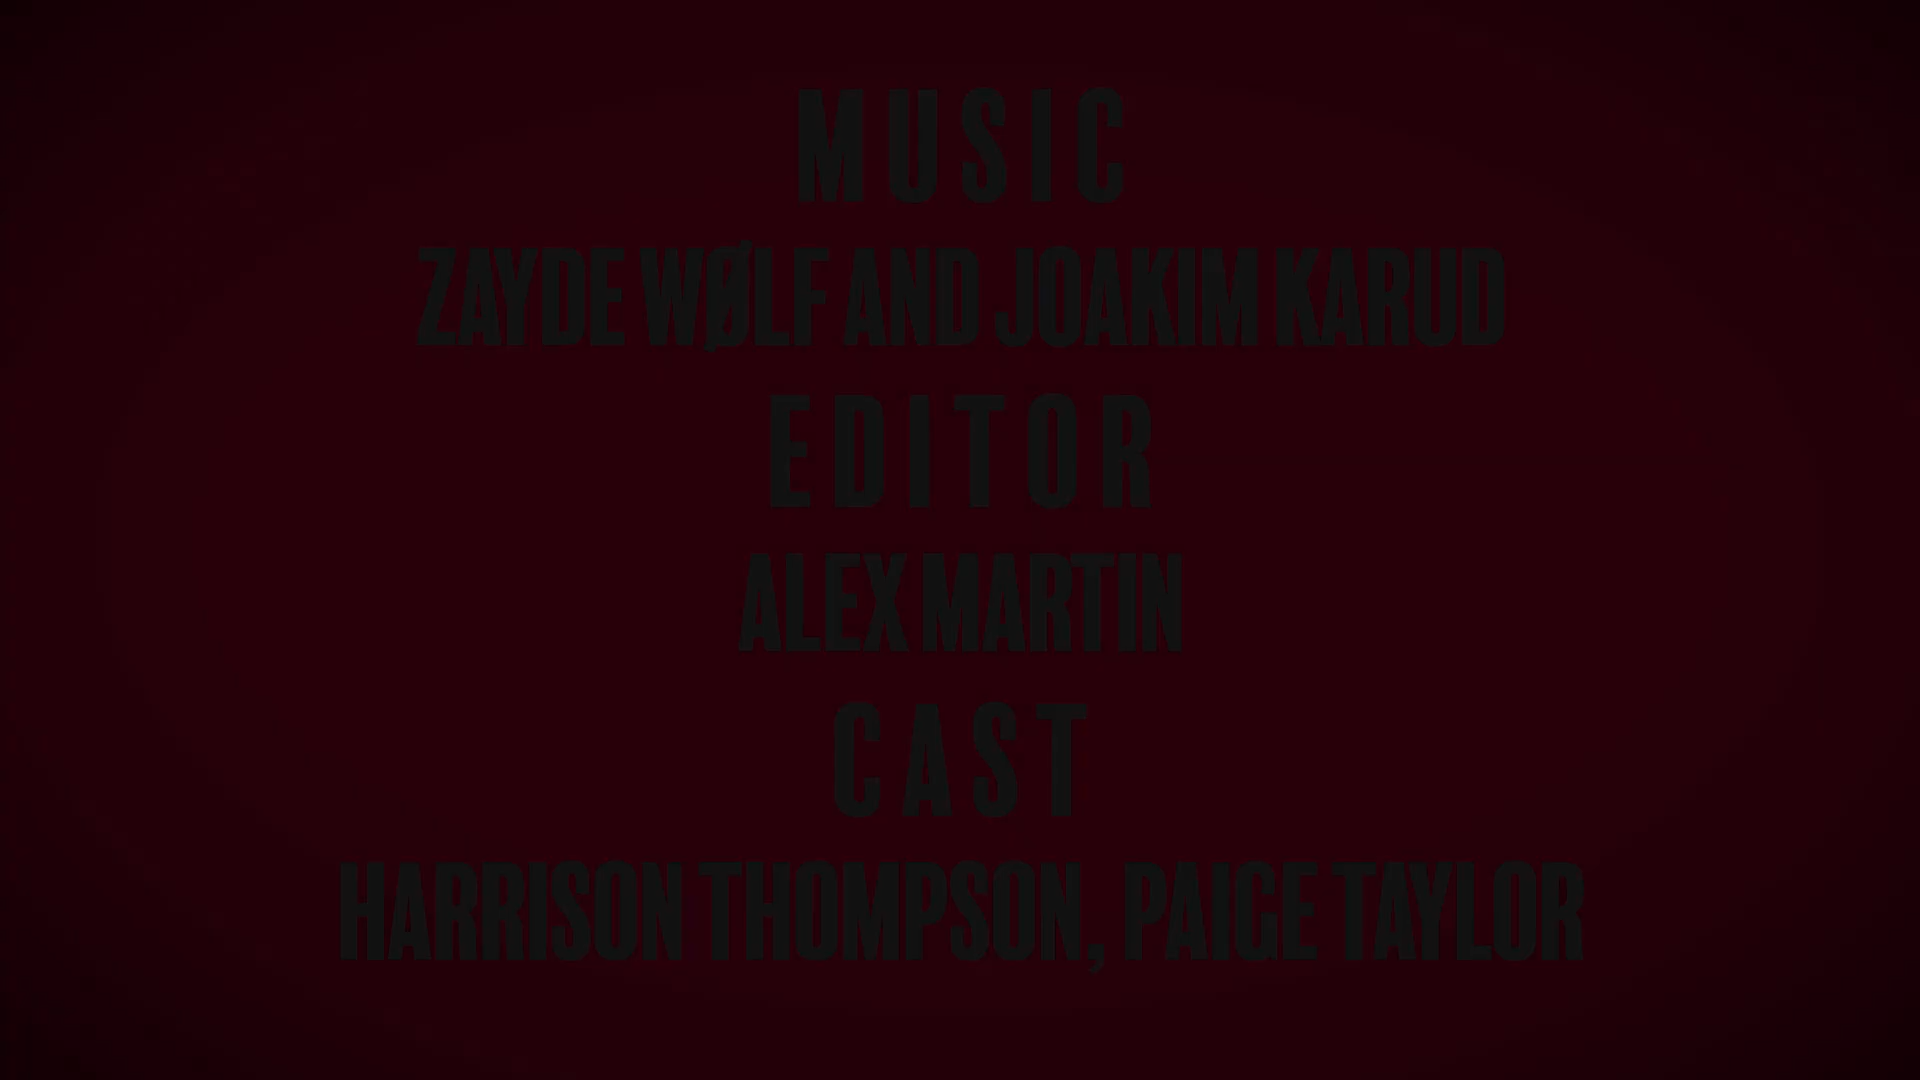 MUSIC
ZAYDE WØLF AND JOAKIM KARUD
EDITOR
ALEX MARTIN
CAST
HARRISON THOMPSON, PAIGE TAYLOR